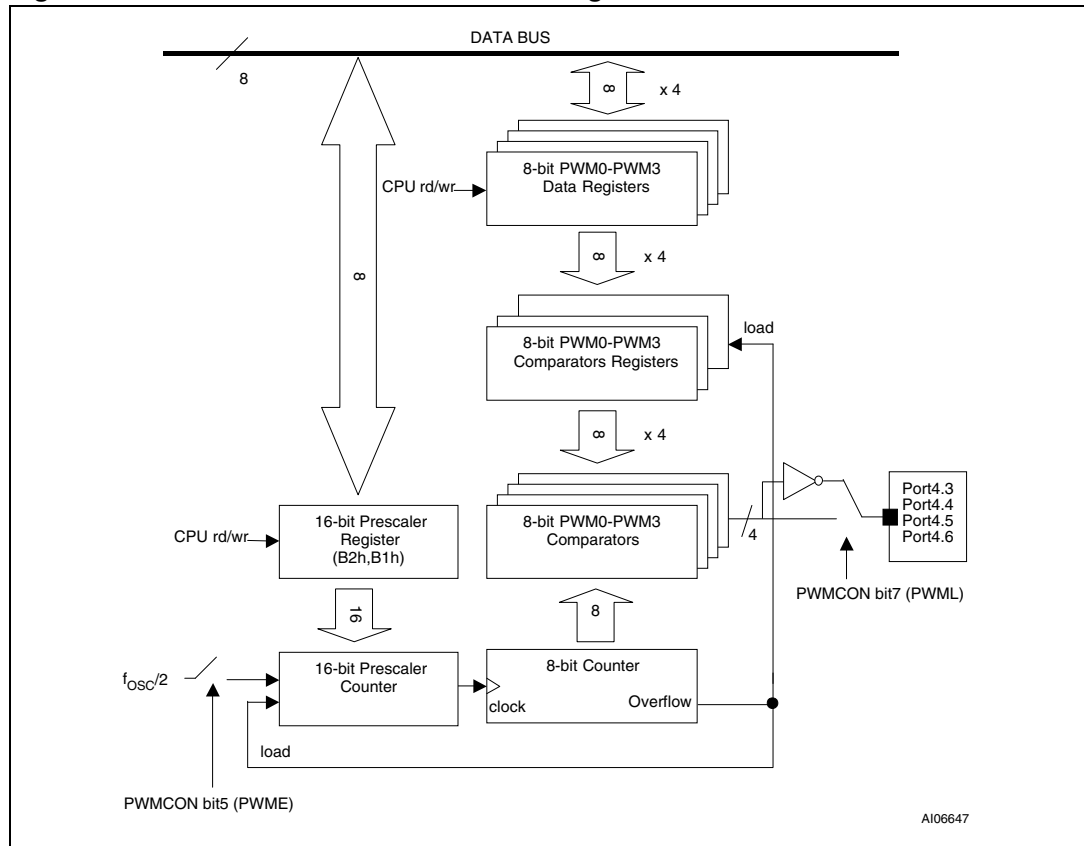 DATA BUS
8
8
x 4
8-bit PWM0-PWM3
Data Registers
CPU rd/wr
8
8
x 4
load
8-bit PWM0-PWM3
Comparators Registers
8
x 4
Port4.3
Port4.4
Port4.5
Port4.6
CPU rd/wr
16-bit Prescaler
Register
(B2h,B1h)
8-bit PWM0-PWM3
Comparators
4
PWMCON bit7 (PWML)
16
8
fOSC/2
16-bit Prescaler
Counter
8-bit Counter
clock
Overflow
load
PWMCON bit5 (PWME)
AI06647